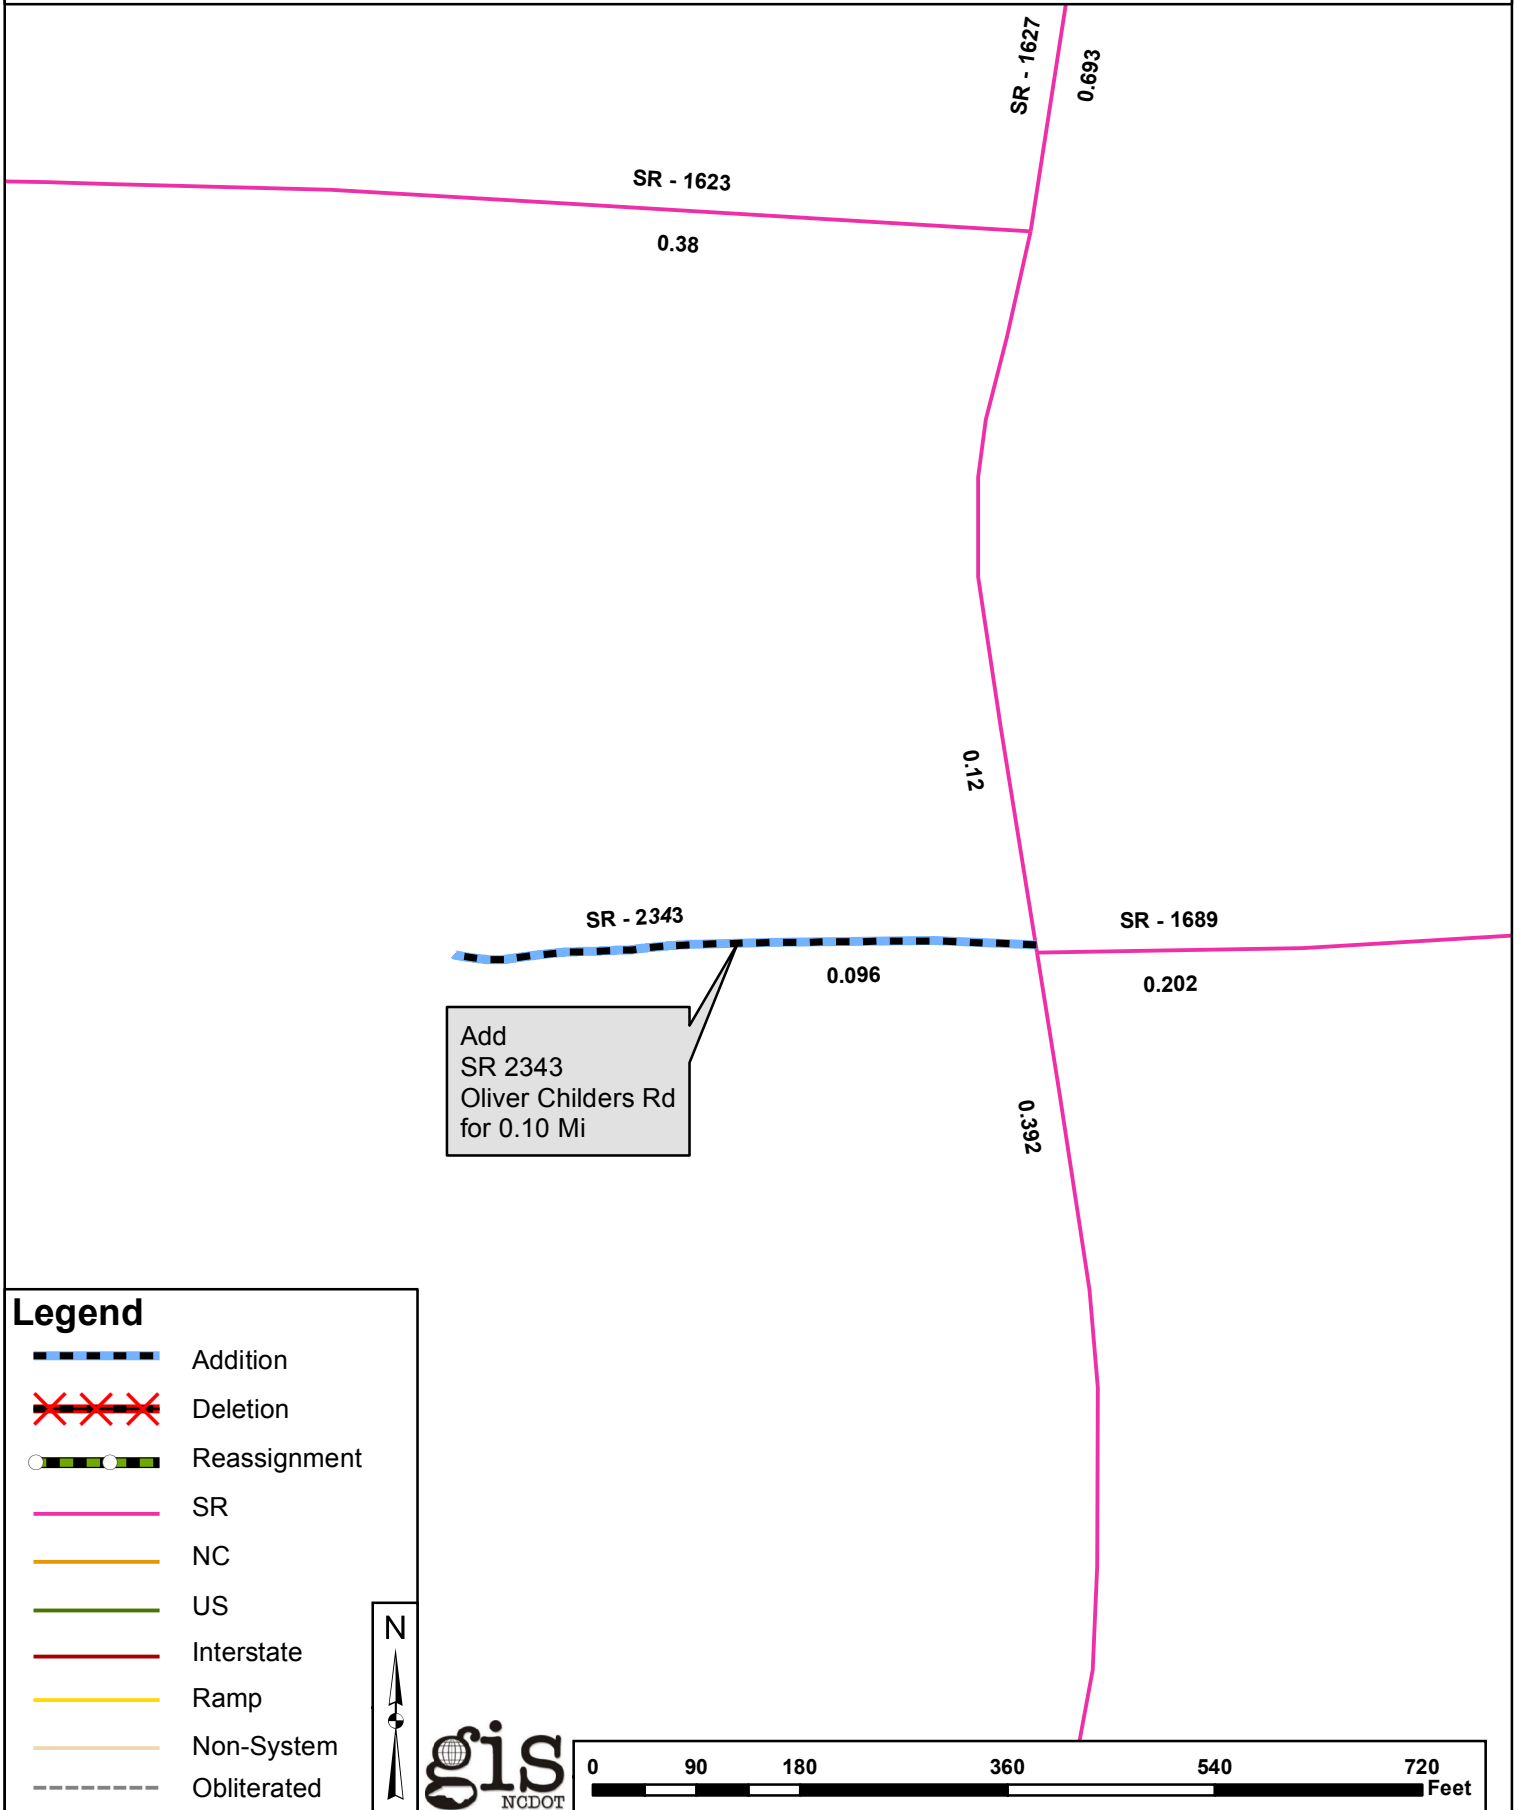 SR - 1627
0.693
SR - 1623
0.38
0.12
SR - 2343
SR - 1689
0.096
0.202
Add
SR 2343
Oliver Childers Rd
for 0.10 Mi
0.392
Legend
Addition
Deletion
Reassignment
SR
NC
US
Interstate
Ramp
Non-System
Obliterated
N
gis
NCDOT
0 90 180 360 540 720
Feet